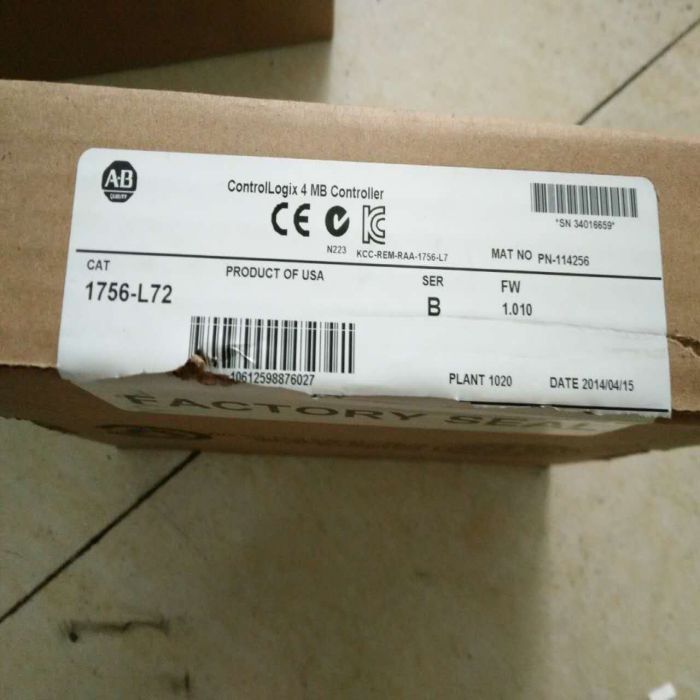 A-B
QUALITY
ControlLogix 4 MB Controller
CE
N223 KCC-REM-RAA-1756-L7
*SN 34016659*
MAT NO PN-114256
CAT
1756-L72
PRODUCT OF USA
SER
B
FW
1.010
10612598876027
PLANT 1020
DATE 2014/04/15
FACTORY SEAL